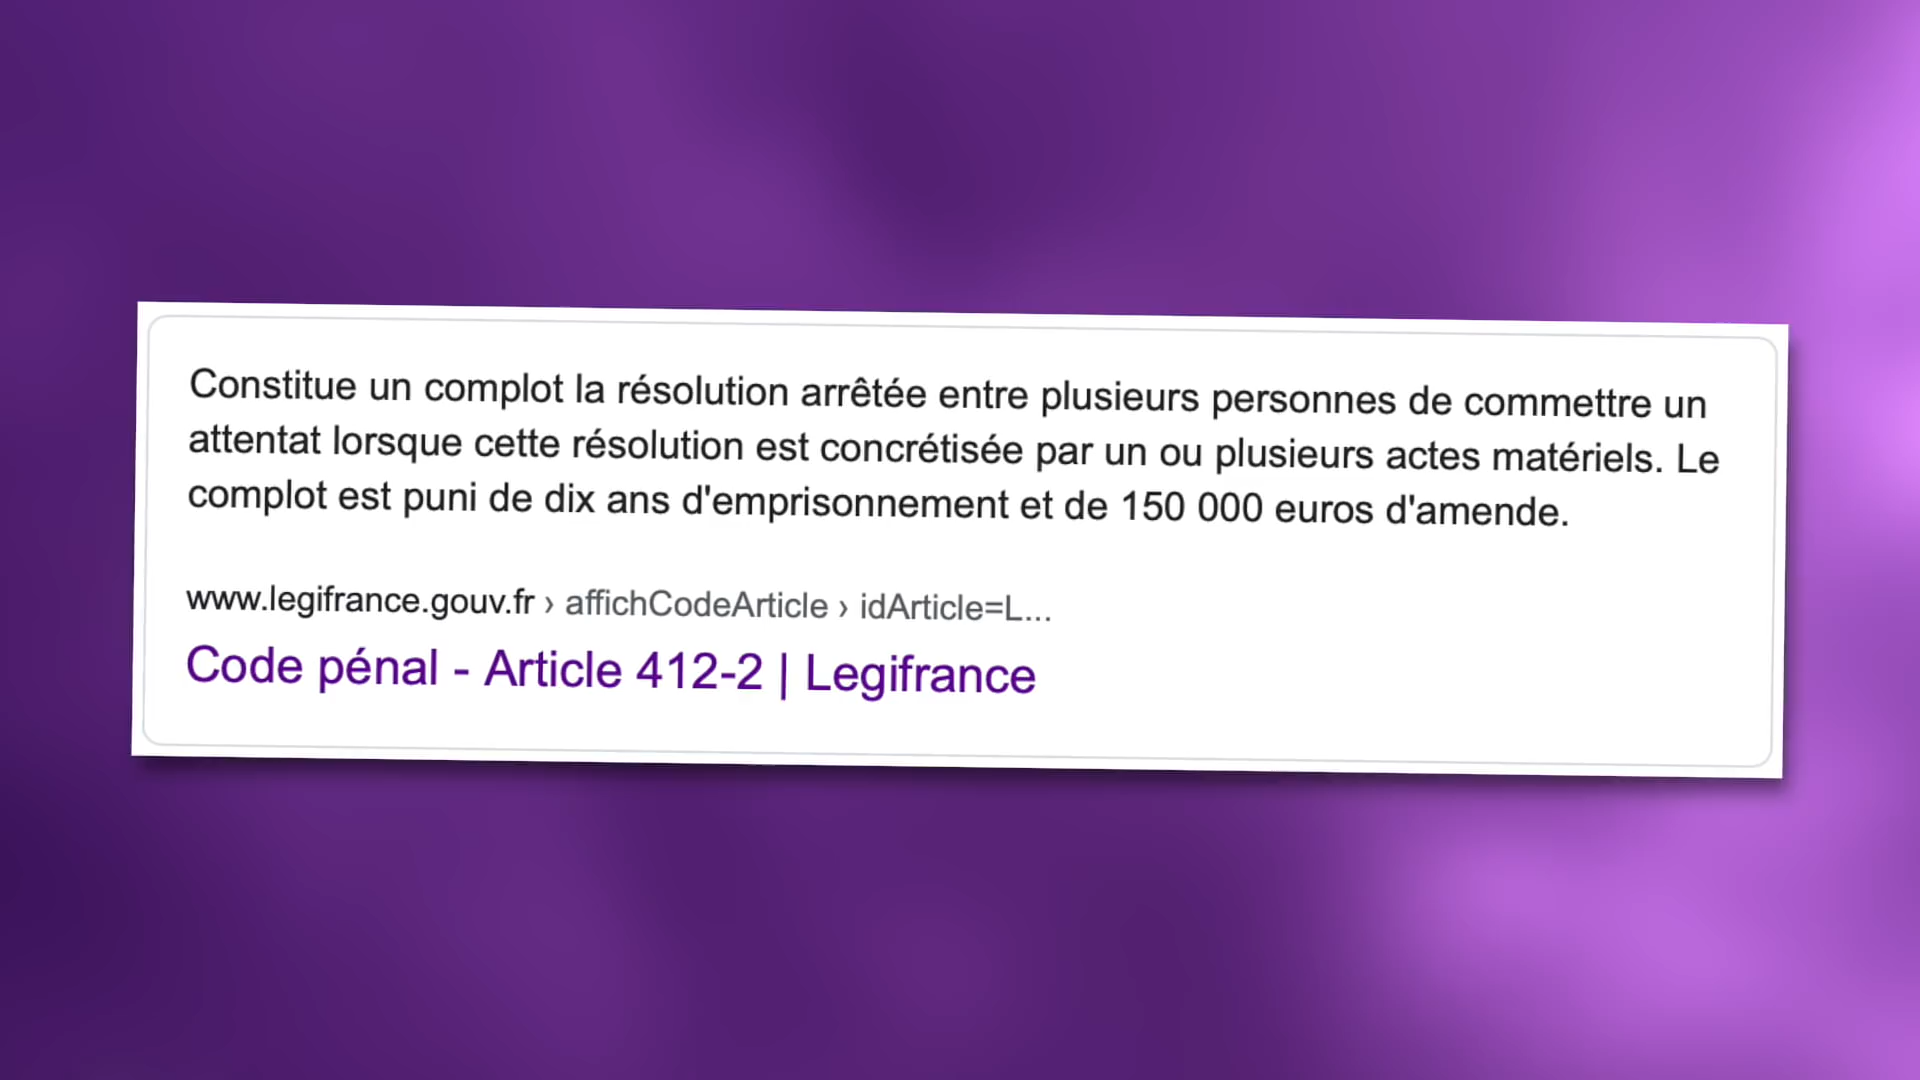 Constitue un complot la résolution arrêtée entre plusieurs personnes de commettre un
attentat lorsque cette résolution est concrétisée par un ou plusieurs actes matériels. Le
complot est puni de dix ans d'emprisonnement et de 150 000 euros d'amende.
www.legifrance.gouv.fr › affichCodeArticle › idArticle=L...
Code pénal - Article 412-2 | Legifrance